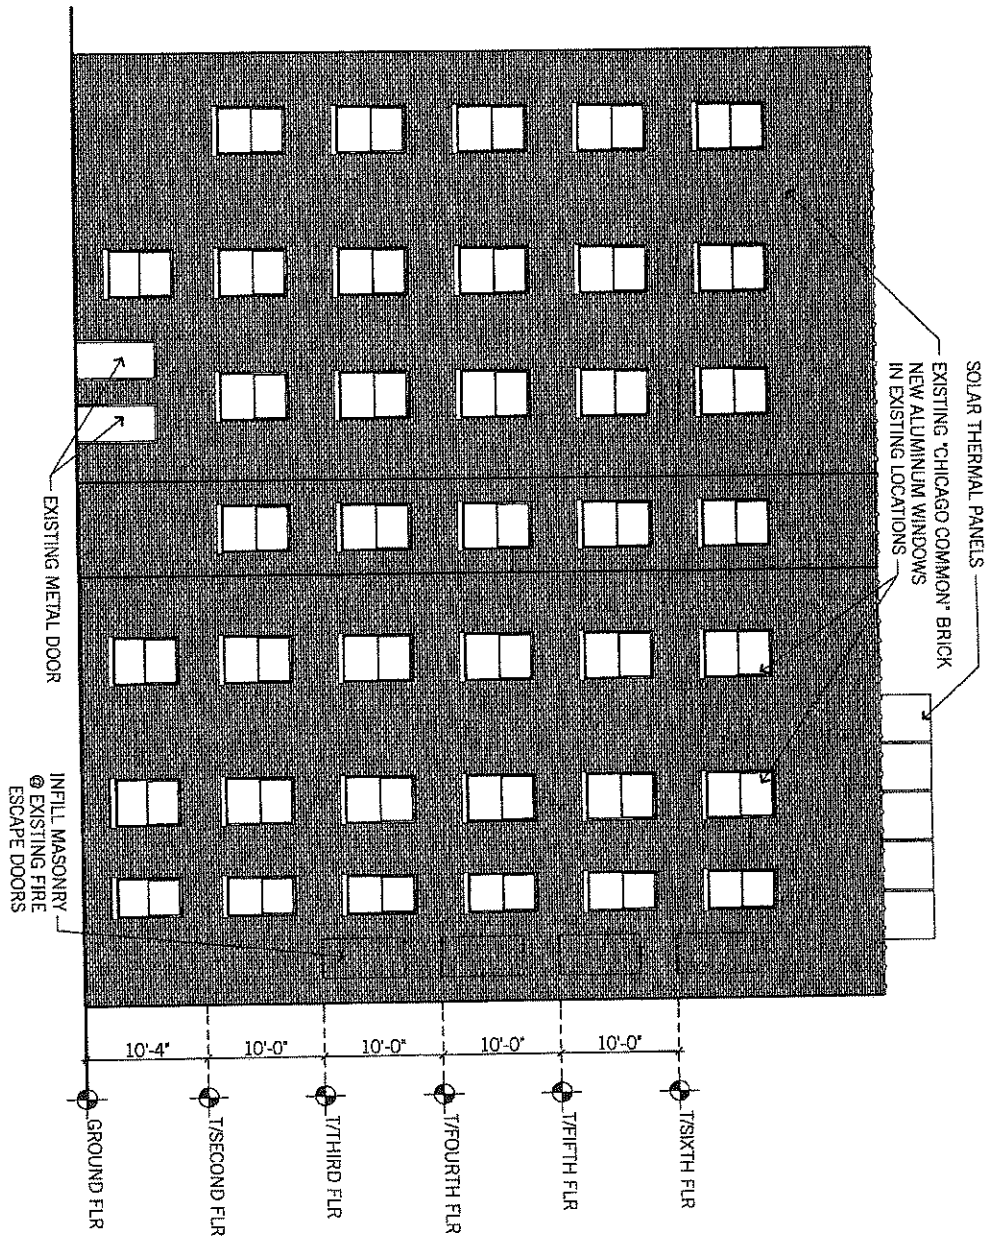 SOLAR THERMAL PANELS
EXISTING "CHICAGO COMMON" BRICK
NEW ALUMINUM WINDOWS
IN EXISTING LOCATIONS
EXISTING METAL DOOR
INFILL MASONRY
@ EXISTING FIRE
ESCAPE DOORS
T/SIXTH FLR
10'-0"
T/FIFTH FLR
10'-0"
T/FOURTH FLR
10'-0"
T/THIRD FLR
10'-0"
T/SECOND FLR
10'-4"
GROUND FLR